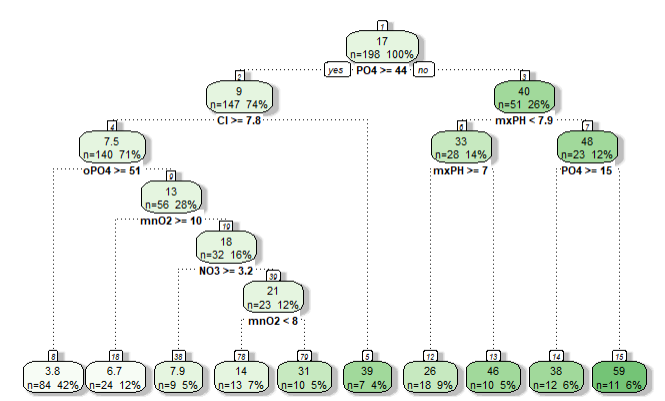 1
17
n=198 100%
yes PO4 >= 44 no
2 3
9 40
n=147 74% n=51 26%
Cl >= 7.8 mxPH < 7.9
4 6 7
7.5 33 48
n=140 71% n=28 14% n=23 12%
oPO4 >= 51 mxPH >= 7 PO4 >= 15
9
13
n=56 28%
mnO2 >= 10
19
18
n=32 16%
NO3 >= 3.2
39
21
n=23 12%
mnO2 < 8
8 18 38 78 79 5 12 13 14 15
3.8 6.7 7.9 14 31 39 26 46 38 59
n=84 42% n=24 12% n=9 5% n=13 7% n=10 5% n=7 4% n=18 9% n=10 5% n=12 6% n=11 6%